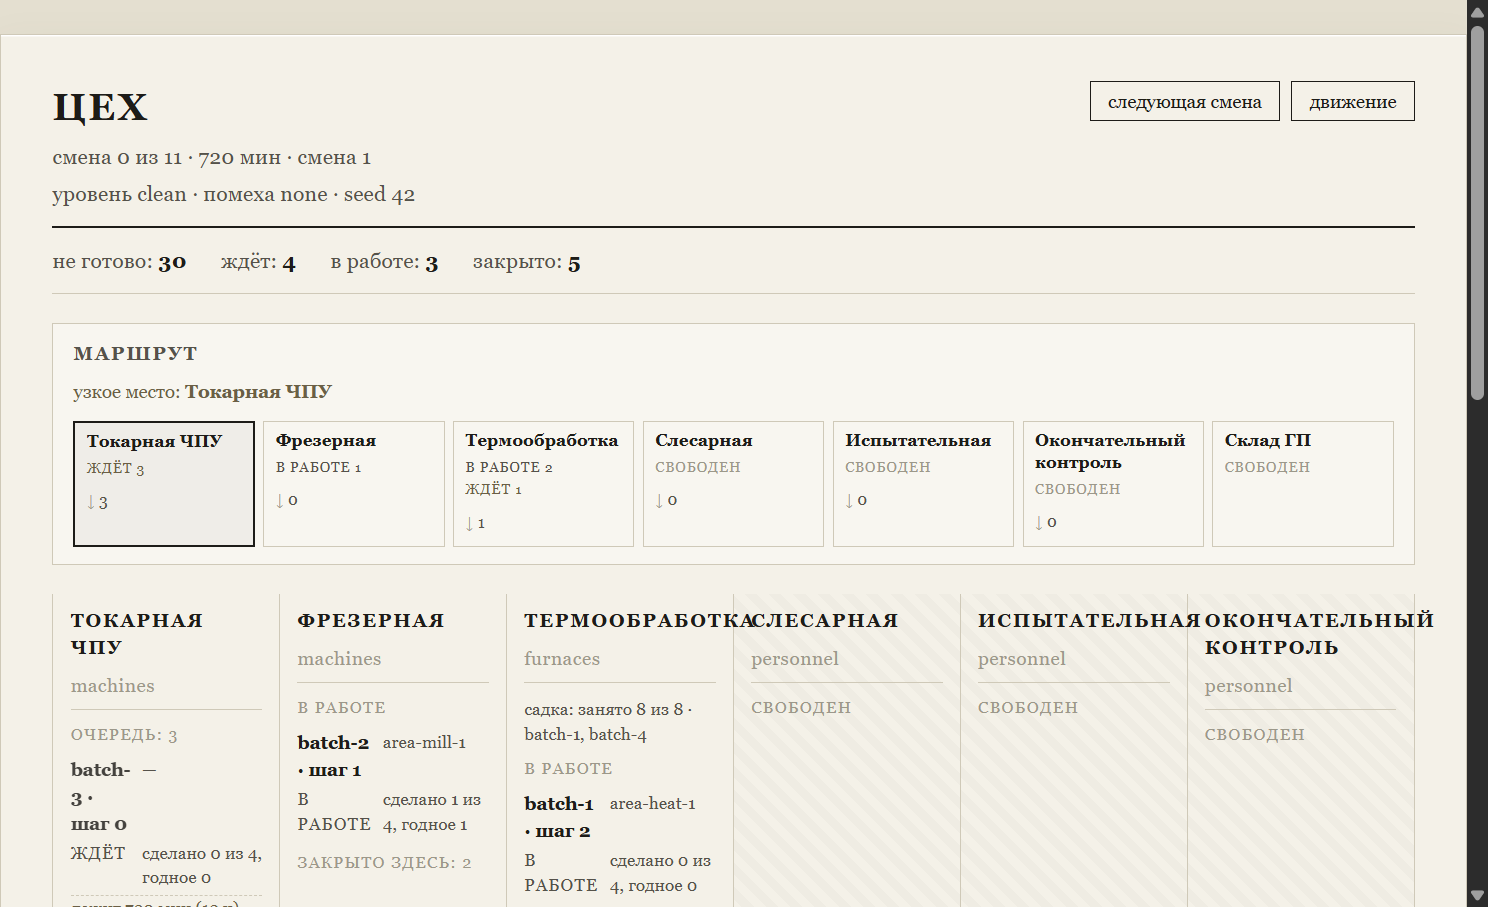 ЦЕХ
следующая смена
движение
смена 0 из 11 · 720 мин · смена 1
уровень clean · помеха none · seed 42
не готово: 30 ждёт: 4 в работе: 3 закрыто: 5
МАРШРУТ
узкое место: Токарная ЧПУ
Токарная ЧПУ
ЖДЁТ 3
↓ 3
Фрезерная
В РАБОТЕ 1
↓ 0
Термообработка
В РАБОТЕ 2
ЖДЁТ 1
↓ 1
Слесарная
СВОБОДЕН
↓ 0
Испытательная
СВОБОДЕН
↓ 0
Окончательный
контроль
СВОБОДЕН
↓ 0
Склад ГП
СВОБОДЕН
ТОКАРНАЯ
ЧПУ
machines
ОЧЕРЕДЬ: 3
batch- —
3 ·
шаг 0
ЖДЁТ сделано 0 из 4,
годное 0
ФРЕЗЕРНАЯ
machines
В РАБОТЕ
batch-2 area-mill-1
· шаг 1
В сделано 1 из
РАБОТЕ 4, годное 1
ЗАКРЫТО ЗДЕСЬ: 2
ТЕРМООБРАБОТКА
furnaces
садка: занято 8 из 8 ·
batch-1, batch-4
В РАБОТЕ
batch-1 area-heat-1
· шаг 2
В сделано 0 из
РАБОТЕ 4, годное 0
СЛЕСАРНАЯ
personnel
СВОБОДЕН
ИСПЫТАТЕЛЬНАЯ
personnel
СВОБОДЕН
ОКОНЧАТЕЛЬНЫЙ
КОНТРОЛЬ
personnel
СВОБОДЕН